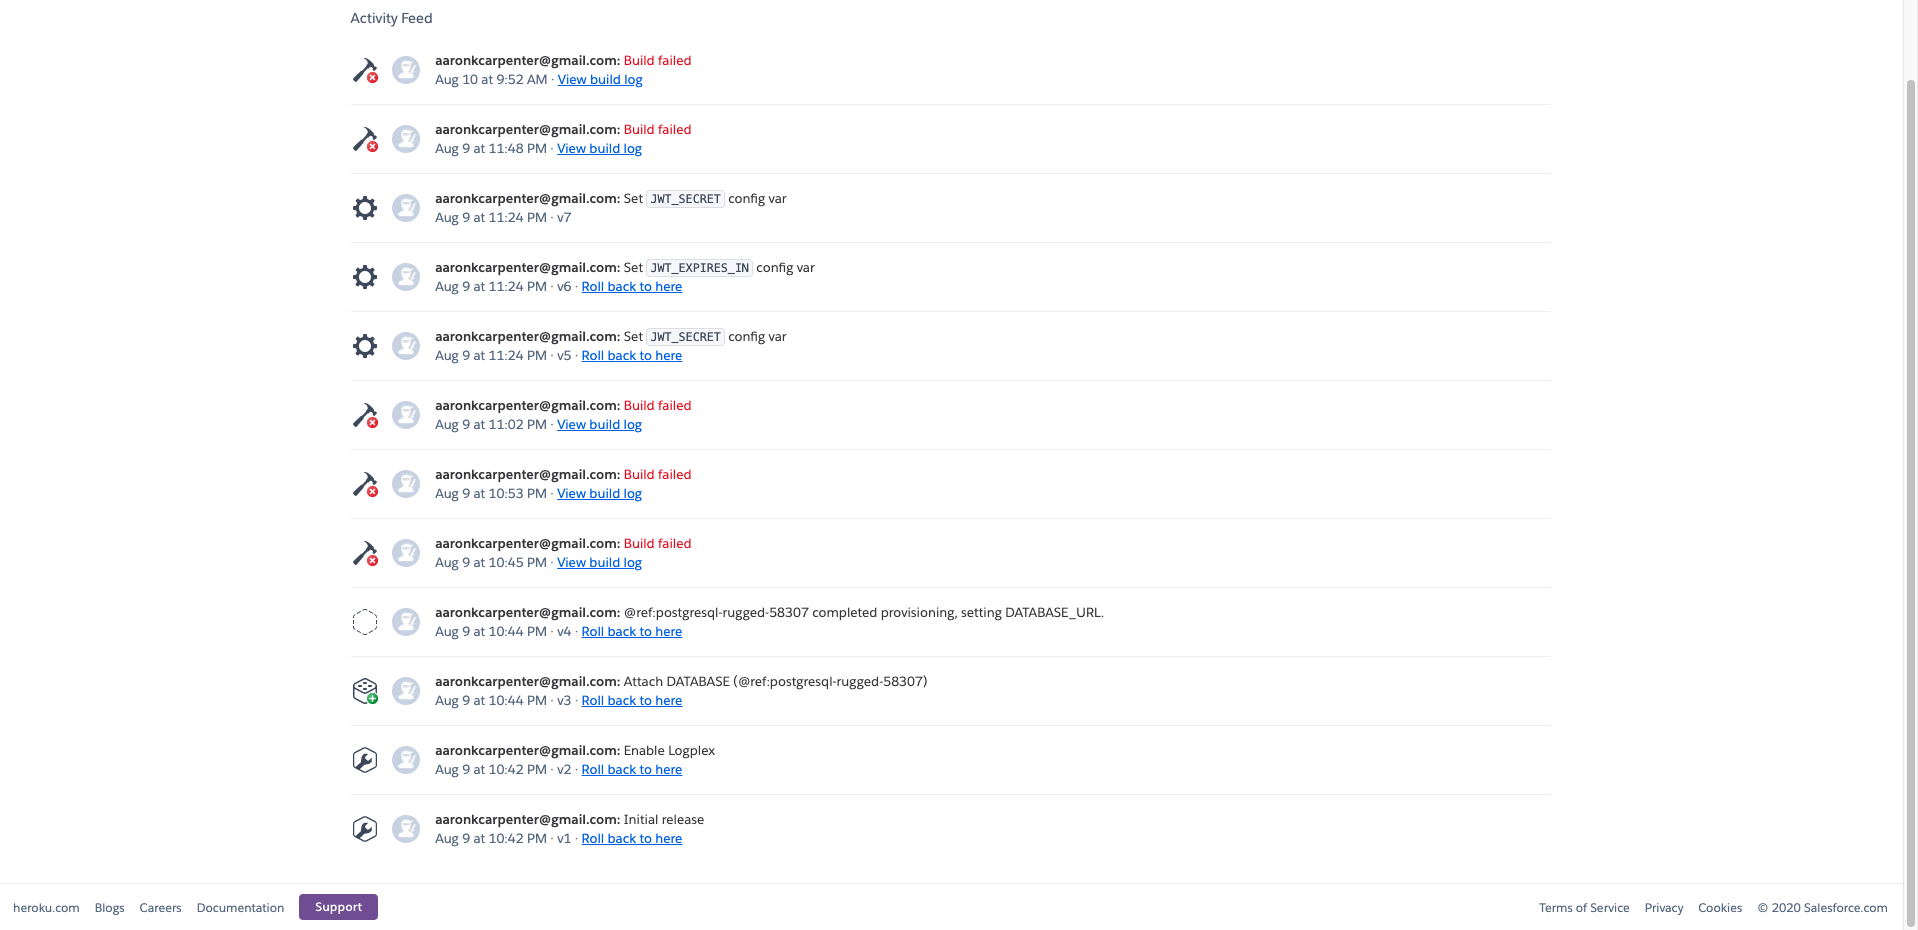 Activity Feed
aaronkcarpenter@gmail.com: Build failed
Aug 10 at 9:52 AM · View build log
aaronkcarpenter@gmail.com: Build failed
Aug 9 at 11:48 PM · View build log
aaronkcarpenter@gmail.com: Set JWT_SECRET config var
Aug 9 at 11:24 PM · v7
aaronkcarpenter@gmail.com: Set JWT_EXPIRES_IN config var
Aug 9 at 11:24 PM · v6 · Roll back to here
aaronkcarpenter@gmail.com: Set JWT_SECRET config var
Aug 9 at 11:24 PM · v5 · Roll back to here
aaronkcarpenter@gmail.com: Build failed
Aug 9 at 11:02 PM · View build log
aaronkcarpenter@gmail.com: Build failed
Aug 9 at 10:53 PM · View build log
aaronkcarpenter@gmail.com: Build failed
Aug 9 at 10:45 PM · View build log
aaronkcarpenter@gmail.com: @ref:postgresql-rugged-58307 completed provisioning, setting DATABASE_URL.
Aug 9 at 10:44 PM · v4 · Roll back to here
aaronkcarpenter@gmail.com: Attach DATABASE (@ref:postgresql-rugged-58307)
Aug 9 at 10:44 PM · v3 · Roll back to here
aaronkcarpenter@gmail.com: Enable Logplex
Aug 9 at 10:42 PM · v2 · Roll back to here
aaronkcarpenter@gmail.com: Initial release
Aug 9 at 10:42 PM · v1 · Roll back to here
heroku.com Blogs Careers Documentation Support Terms of Service Privacy Cookies © 2020 Salesforce.com